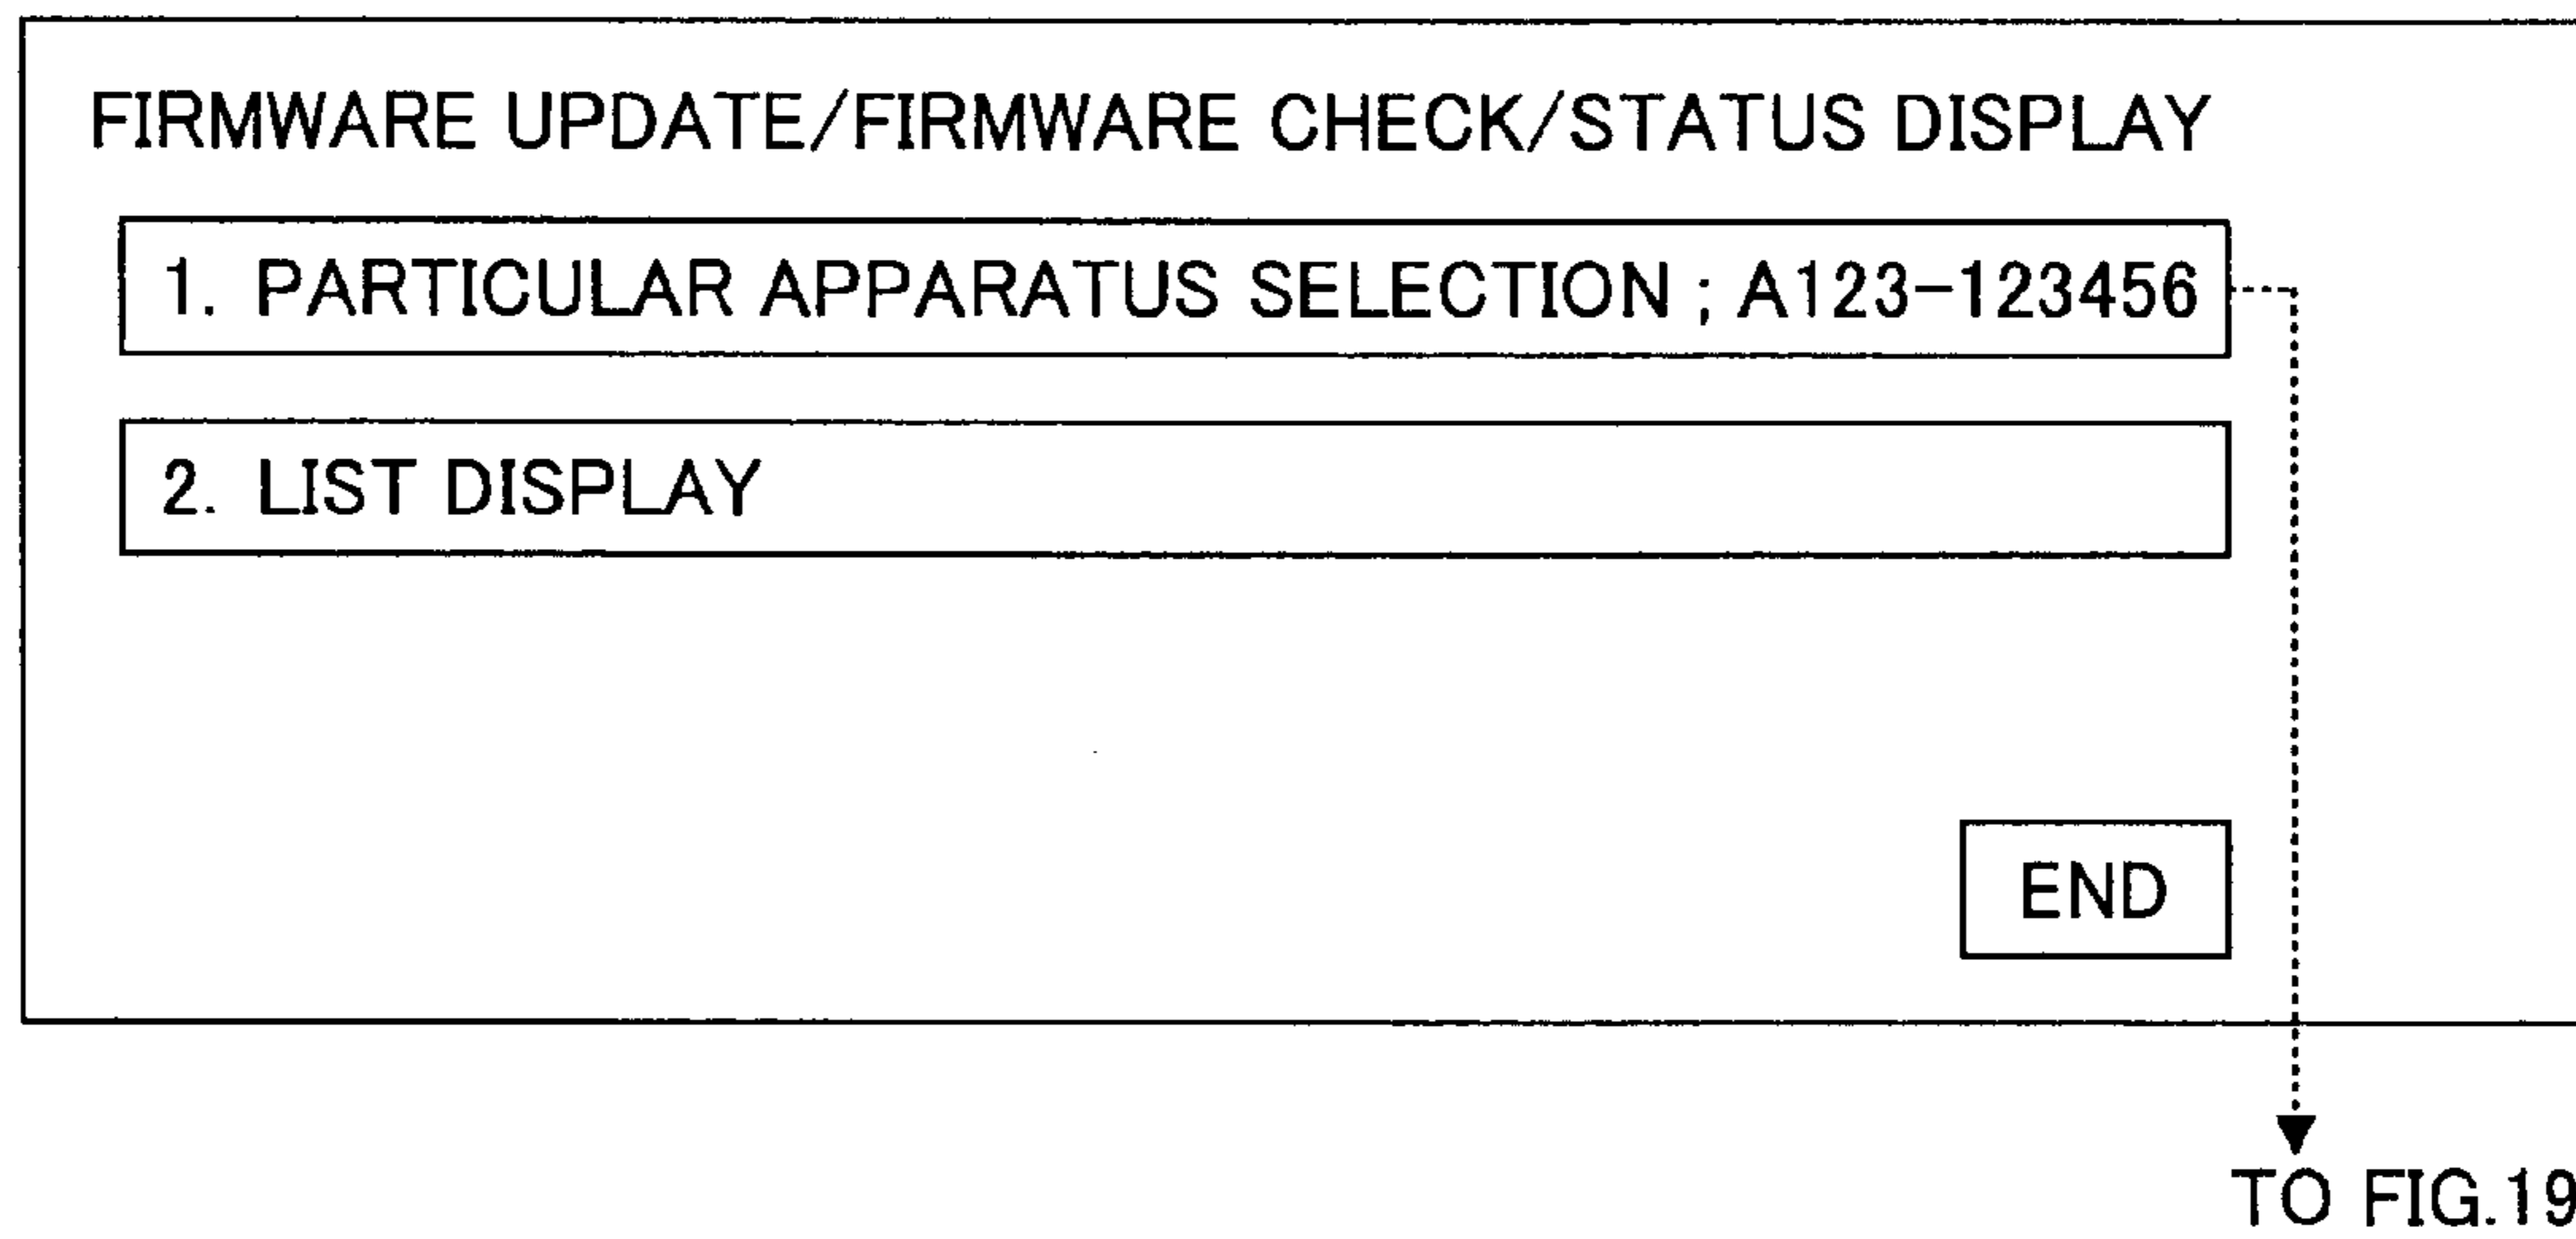 FIRMWARE UPDATE/FIRMWARE CHECK/STATUS DISPLAY
1. PARTICULAR APPARATUS SELECTION ; A123-123456
2. LIST DISPLAY
END
TO FIG.19